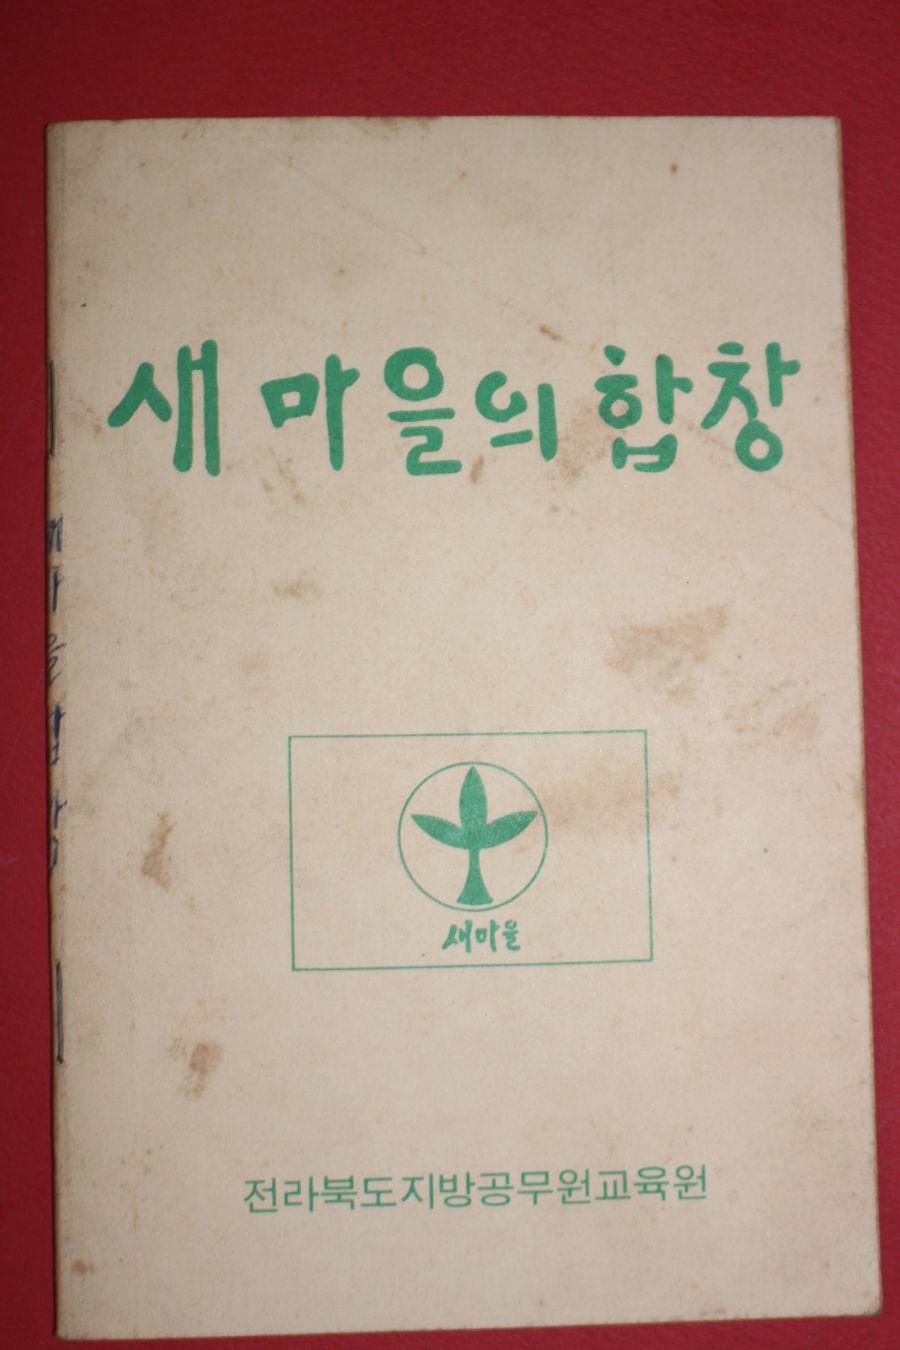 새마을의 합창
새마을
전라북도지방공무원교육원